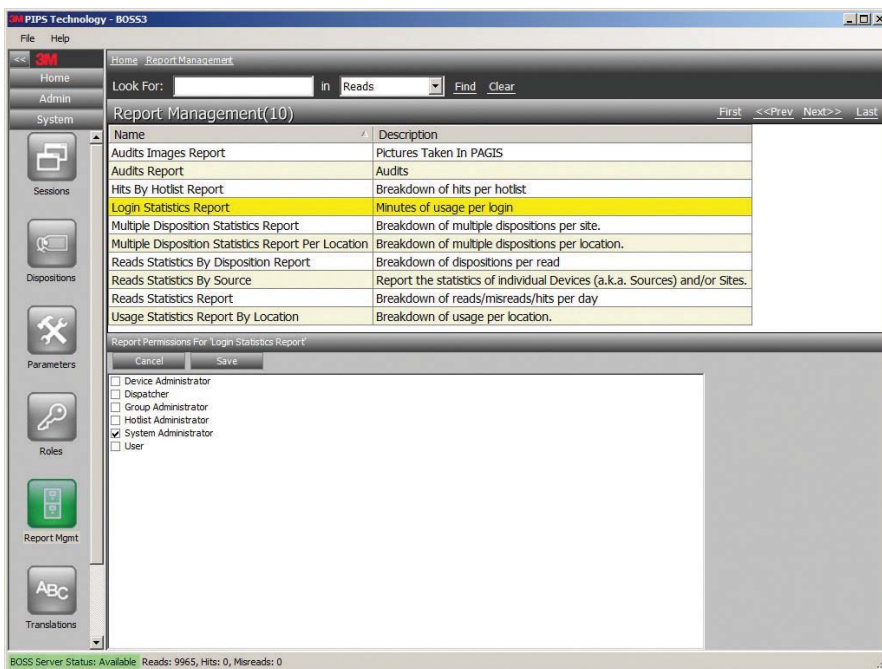 3M PIPS Technology - BOSS3
File Help
<< 3M
Home Report Management
Home
Admin
System
Look For: in Reads Find Clear
Report Management(10) First <<Prev Next>> Last
Name Description
Audits Images Report Pictures Taken In PAGIS
Audits Report Audits
Hits By Hotlist Report Breakdown of hits per hotlist
Login Statistics Report Minutes of usage per login
Multiple Disposition Statistics Report Breakdown of multiple dispositions per site.
Multiple Disposition Statistics Report Per Location Breakdown of multiple dispositions per location.
Reads Statistics By Disposition Report Breakdown of dispositions per read
Reads Statistics By Source Report the statistics of individual Devices (a.k.a. Sources) and/or Sites.
Reads Statistics Report Breakdown of reads/misreads/hits per day
Usage Statistics Report By Location Breakdown of usage per location.
Sessions
Dispositions
Parameters
Roles
Report Mgmt
ABC
Translations
Report Permissions For 'Login Statistics Report'
Cancel Save
Device Administrator
Dispatcher
Group Administrator
Hotlist Administrator
System Administrator
User
BOSS Server Status: Available Reads: 9965, Hits: 0, Misreads: 0